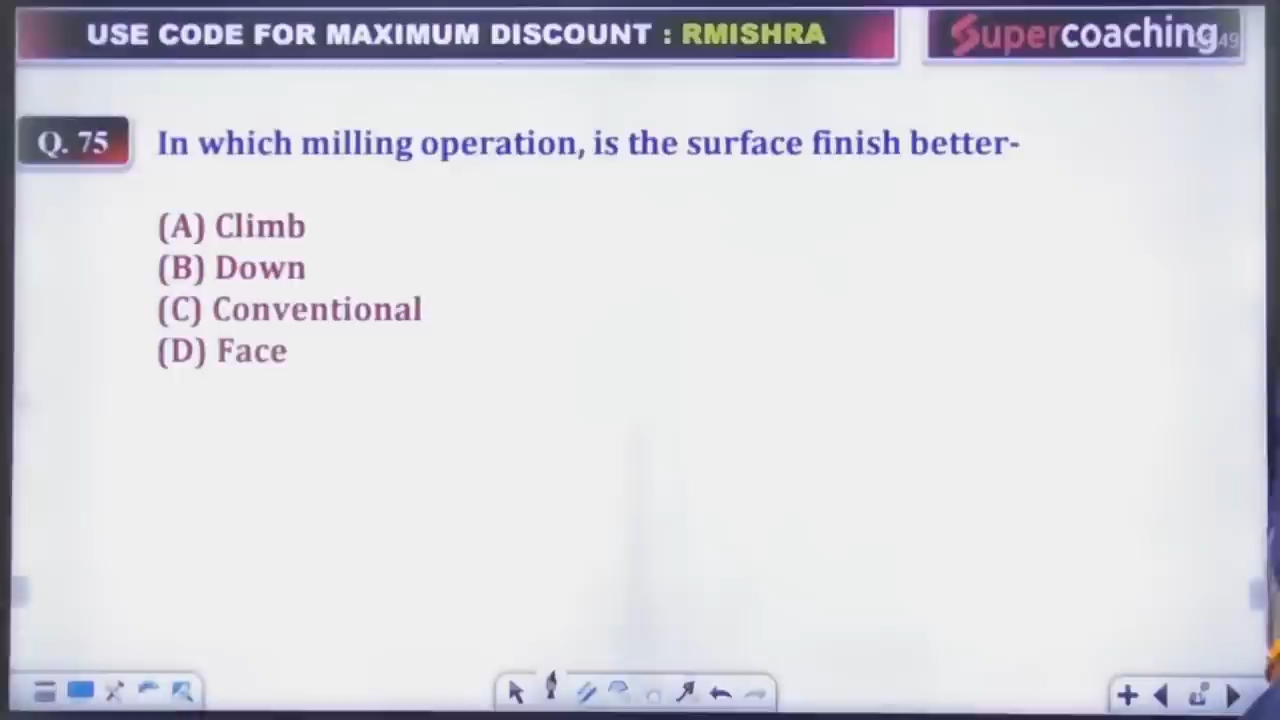 USE CODE FOR MAXIMUM DISCOUNT : RMISHRA
Supercoaching
49
Q. 75
In which milling operation, is the surface finish better-
(A) Climb
(B) Down
(C) Conventional
(D) Face